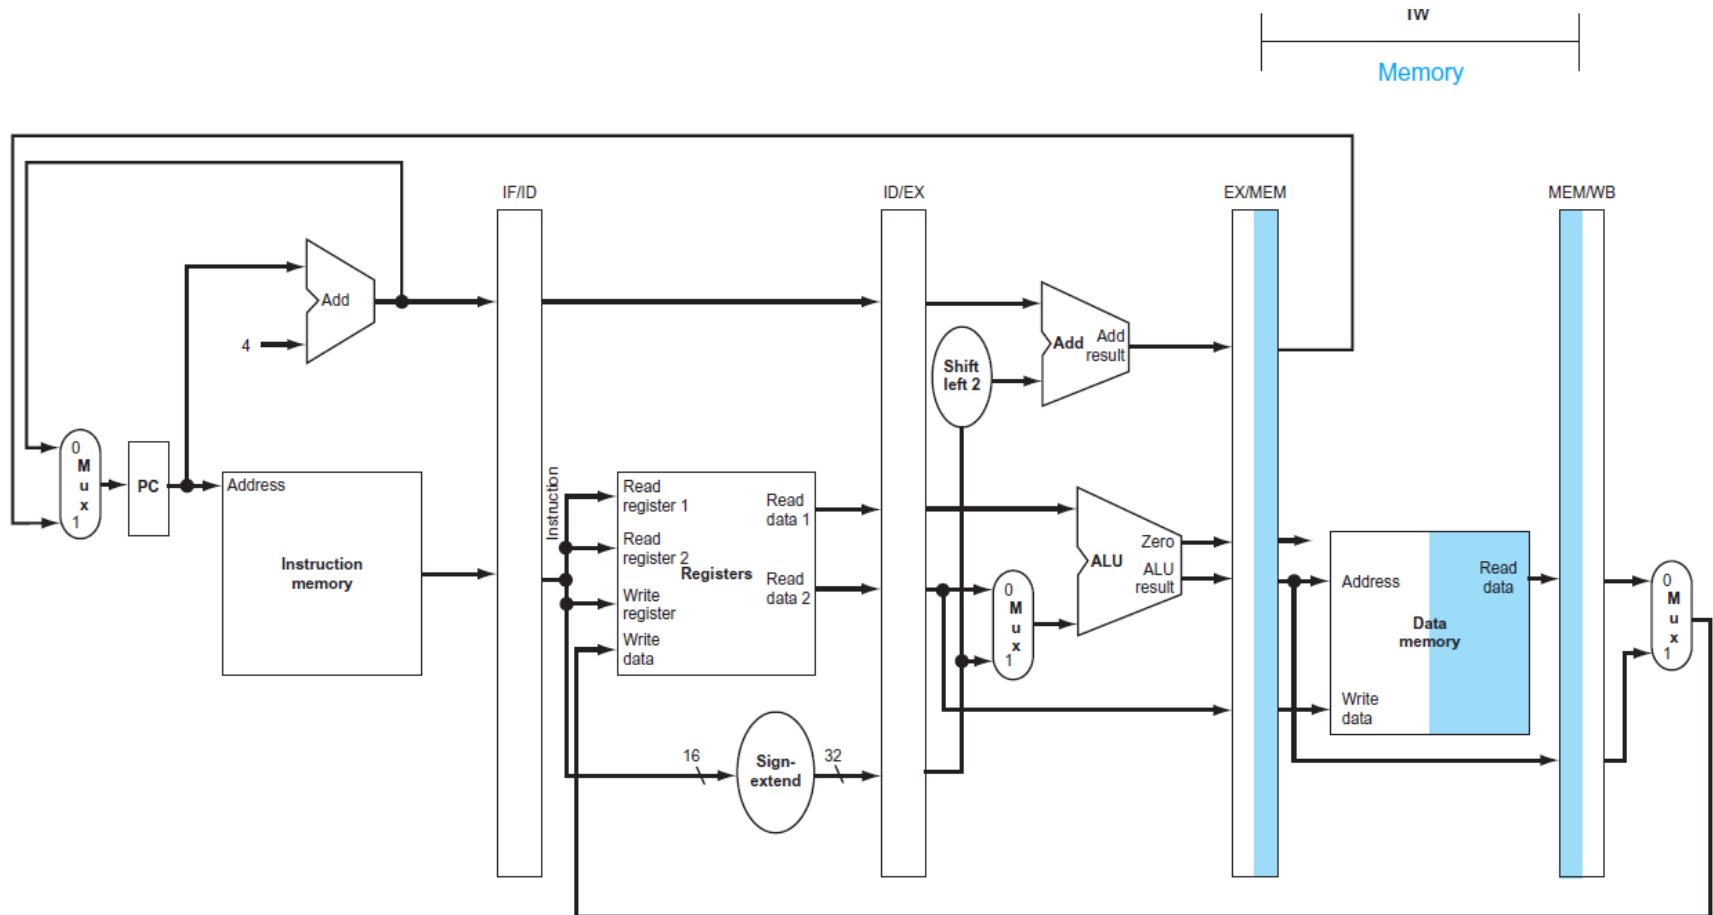 lw
Memory
IF/ID
ID/EX
EX/MEM
MEM/WB
Add
4
Add
Add
result
Shift
left 2
0
M
u
x
1
PC
Address
Instruction
memory
Instruction
Read
register 1
Read
register 2
Write
register
Write
data
Registers
Read
data 1
Read
data 2
0
M
u
x
1
ALU
Zero
ALU
result
Address
Read
data
Data
memory
Write
data
0
M
u
x
1
16
Sign-
extend
32